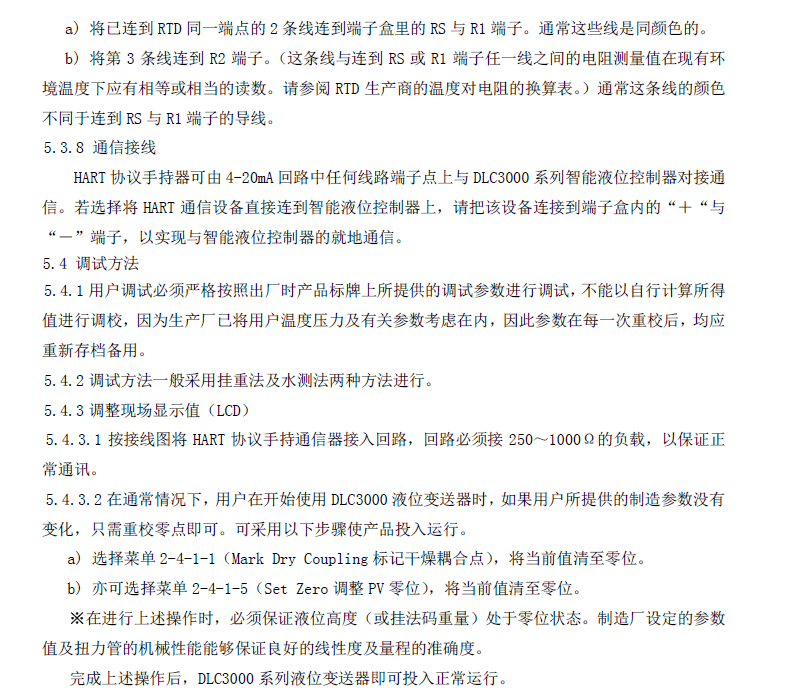 a) 将已连到 RTD 同一端点的 2 条线连到端子盒里的 RS 与 R1 端子。通常这些线是同颜色的。
b) 将第 3 条线连到 R2 端子。（这条线与连到 RS 或 R1 端子任一线之间的电阻测量值在现有环
境温度下应有相等或相当的读数。请参阅 RTD 生产商的温度对电阻的换算表。）通常这条线的颜色
不同于连到 RS 与 R1 端子的导线。
5.3.8 通信接线
HART 协议手持器可由 4-20mA 回路中任何线路端子点上与 DLC3000 系列智能液位控制器对接通
信。若选择将 HART 通信设备直接连到智能液位控制器上，请把该设备连接到端子盒内的“＋“与
“－”端子，以实现与智能液位控制器的就地通信。
5.4 调试方法
5.4.1 用户调试必须严格按照出厂时产品标牌上所提供的调试参数进行调试，不能以自行计算所得
值进行调校，因为生产厂已将用户温度压力及有关参数考虑在内，因此参数在每一次重校后，均应
重新存档备用。
5.4.2 调试方法一般采用挂重法及水测法两种方法进行。
5.4.3 调整现场显示值（LCD）
5.4.3.1 按接线图将 HART 协议手持通信器接入回路，回路必须接 250～1000Ω的负载，以保证正
常通讯。
5.4.3.2 在通常情况下，用户在开始使用 DLC3000 液位变送器时，如果用户所提供的制造参数没有
变化，只需重校零点即可。可采用以下步骤使产品投入运行。
a) 选择菜单 2-4-1-1（Mark Dry Coupling 标记干燥耦合点），将当前值清至零位。
b) 亦可选择菜单 2-4-1-5（Set Zero 调整 PV 零位），将当前值清至零位。
※在进行上述操作时，必须保证液位高度（或挂法码重量）处于零位状态。制造厂设定的参数
值及扭力管的机械性能能够保证良好的线性度及量程的准确度。
完成上述操作后，DLC3000 系列液位变送器即可投入正常运行。